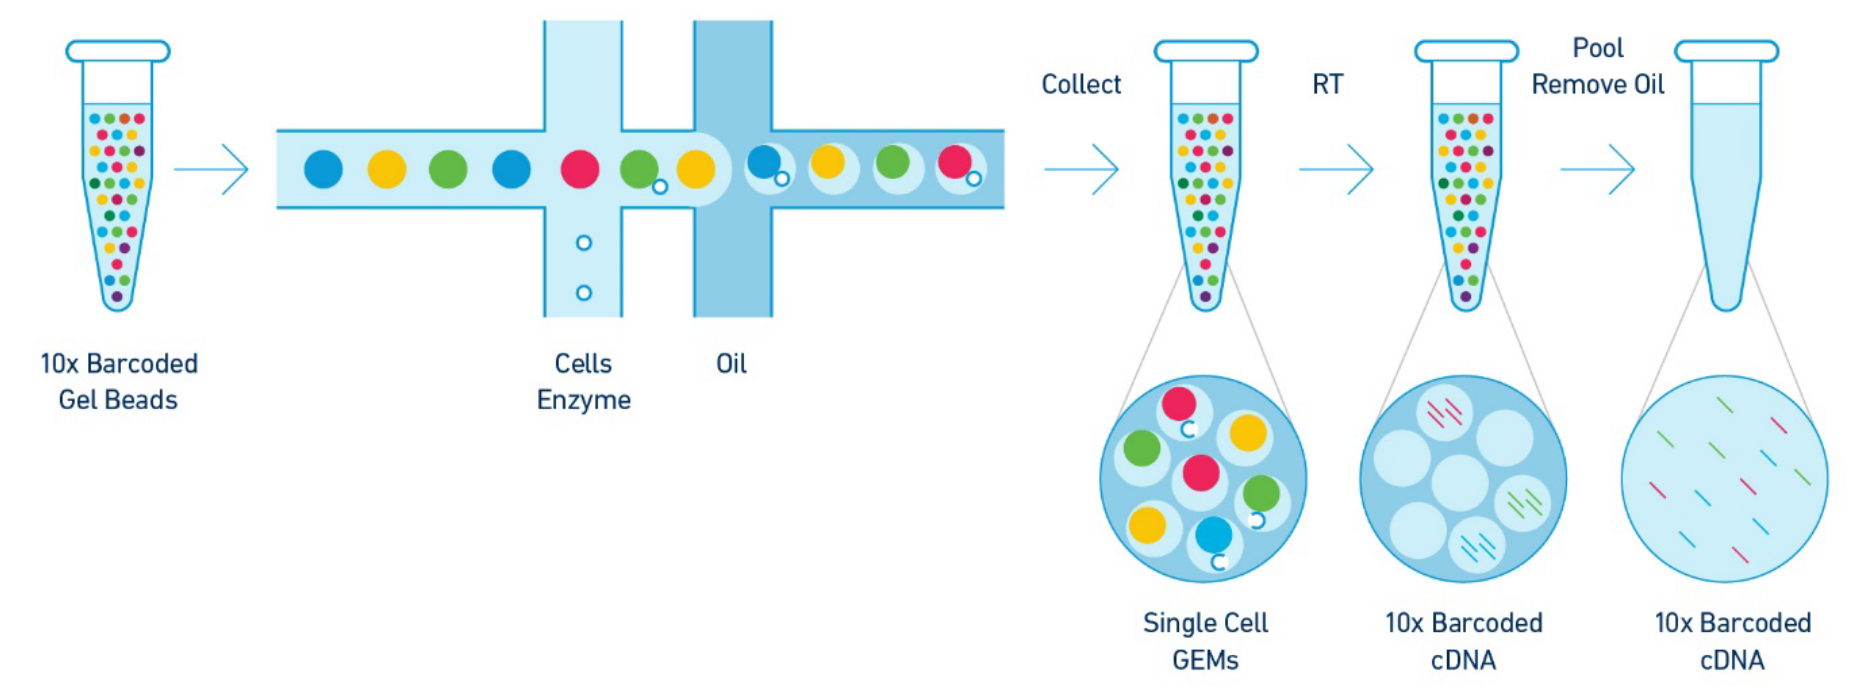 10x Barcoded
Gel Beads
Cells
Enzyme
Oil
Collect
RT
Pool
Remove Oil
Single Cell
GEMs
10x Barcoded
cDNA
10x Barcoded
cDNA